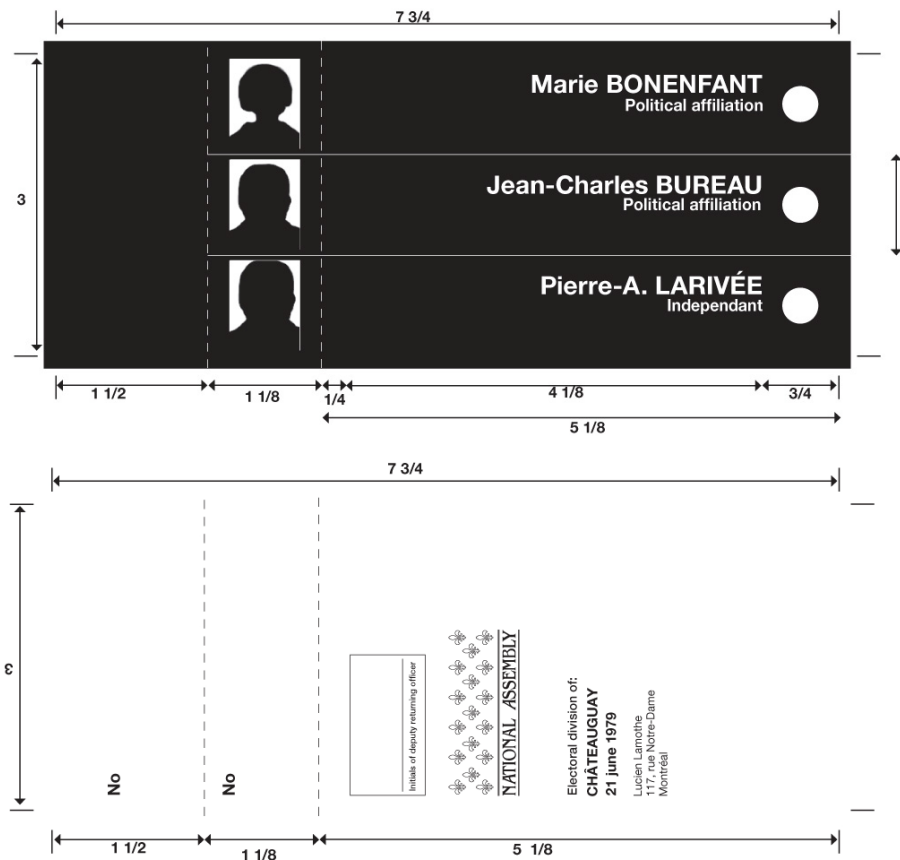 7 3/4
Marie BONENFANT
Political affiliation
3
Jean-Charles BUREAU
Political affiliation
Pierre-A. LARIVÉE
Independant
1 1/2
1 1/8
1/4
4 1/8
3/4
5 1/8
7 3/4
3
No
No
Initials of deputy returning officer
NATIONAL ASSEMBLY
Electoral division of:
CHÂTEAUGUAY
21 june 1979
Lucien Lamothe
117, rue Notre-Dame
Montréal
1 1/2
1 1/8
5 1/8